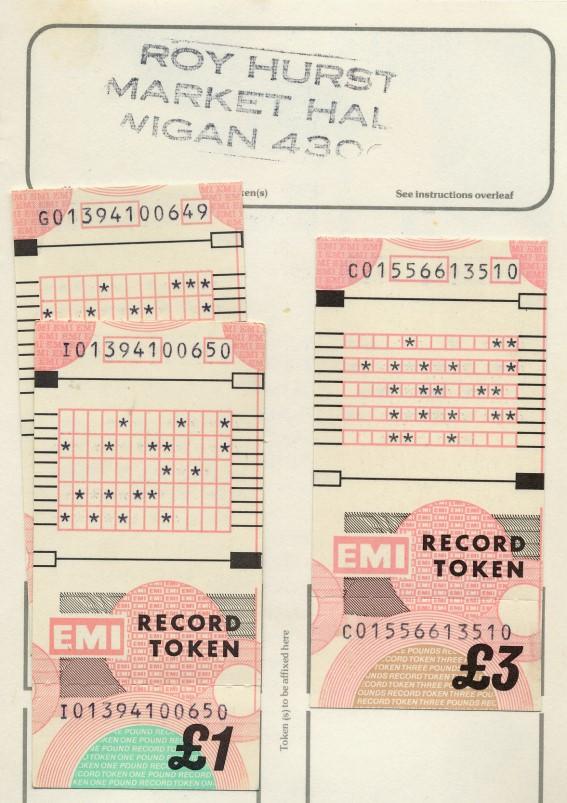 ROY HURST
MARKET HAL
WIGAN 430
ken(s)
See instructions overleaf
G01394100649
C01556613510
I01394100650
EMI RECORD
TOKEN
C01556613510
£3
EMI RECORD
TOKEN
I01394100650
£1
Token (s) to be affixed here